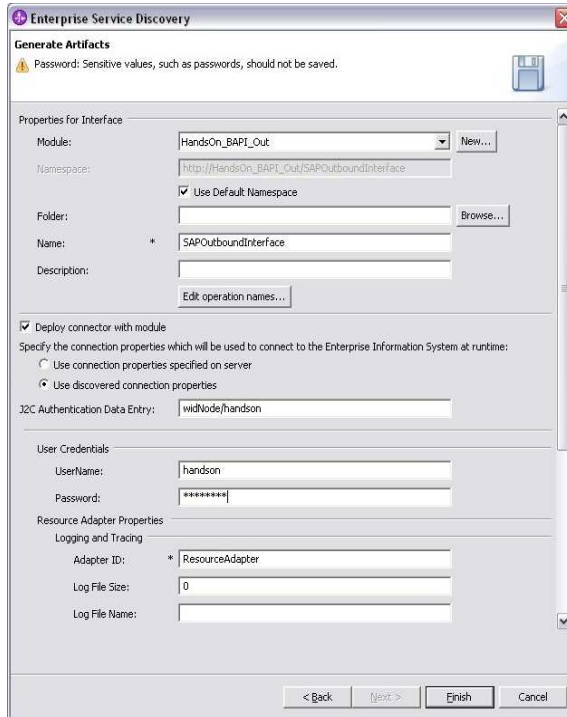 Enterprise Service Discovery
Generate Artifacts
Password: Sensitive values, such as passwords, should not be saved.
Properties for Interface
Module: HandsOn_BAPI_Out New...
Namespace: http://HandsOn_BAPI_Out/SAPOutboundInterface
Use Default Namespace
Folder: Browse...
Name: * SAPOutboundInterface
Description:
Edit operation names...
Deploy connector with module
Specify the connection properties which will be used to connect to the Enterprise Information System at runtime:
Use connection properties specified on server
Use discovered connection properties
J2C Authentication Data Entry: widNode/handson
User Credentials
UserName: handson
Password: ********
Resource Adapter Properties
Logging and Tracing
Adapter ID: * ResourceAdapter
Log File Size: 0
Log File Name:
< Back Next > Finish Cancel